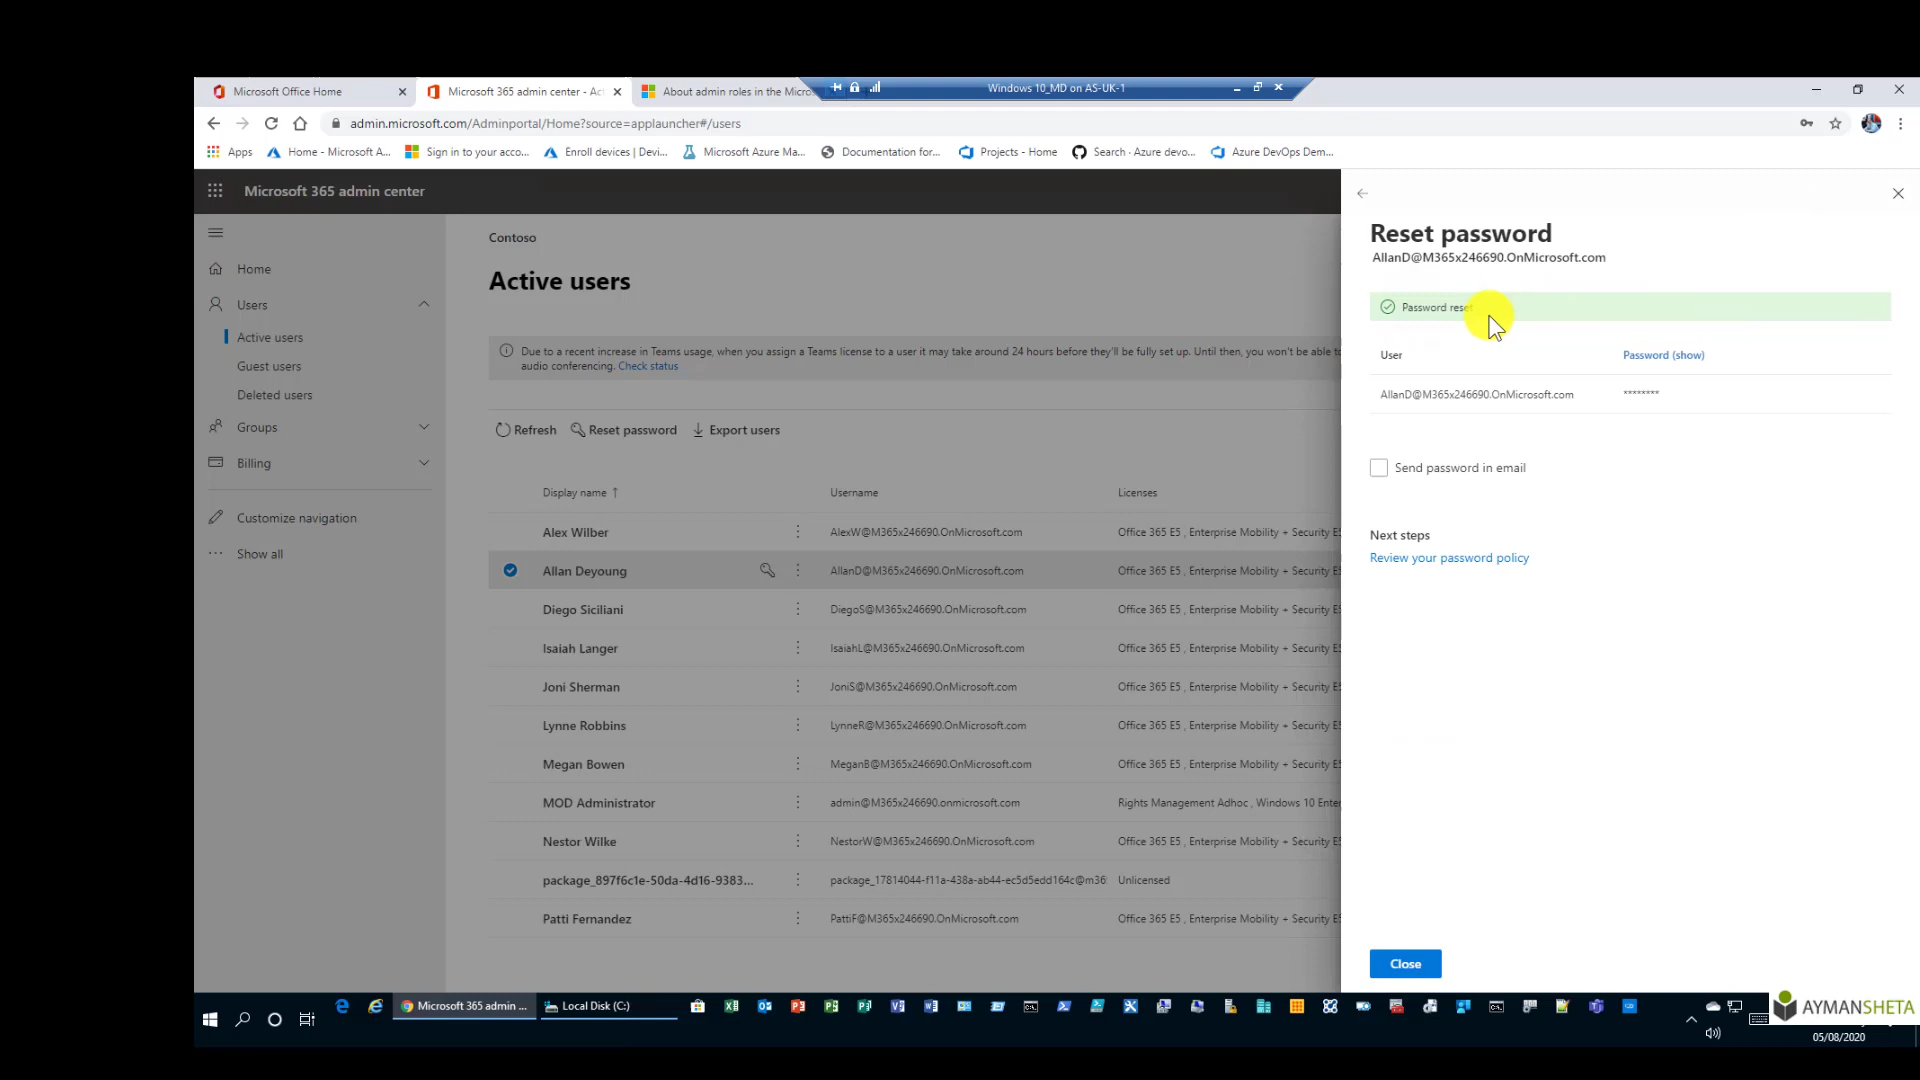 Microsoft Office Home
Microsoft 365 admin center - Ac
About admin roles in the Micro
Windows 10_MD on AS-UK-1
admin.microsoft.com/Adminportal/Home?source=applauncher#/users
Apps
Home - Microsoft A...
Sign in to your acco...
Enroll devices | Devi...
Microsoft Azure Ma...
Documentation for...
Projects - Home
Search · Azure devo...
Azure DevOps Dem...
Microsoft 365 admin center
Home
Users
Active users
Guest users
Deleted users
Groups
Billing
Customize navigation
Show all
Contoso
Active users
Due to a recent increase in Teams usage, when you assign a Teams license to a user it may take around 24 hours before they'll be fully set up. Until then, you won't be able to
audio conferencing. Check status
Refresh
Reset password
Export users
Display name ↑
Username
Licenses
Alex Wilber
AlexW@M365x246690.OnMicrosoft.com
Office 365 E5 , Enterprise Mobility + Security E5
Allan Deyoung
AllanD@M365x246690.OnMicrosoft.com
Office 365 E5 , Enterprise Mobility + Security E5
Diego Siciliani
DiegoS@M365x246690.OnMicrosoft.com
Office 365 E5 , Enterprise Mobility + Security E5
Isaiah Langer
IsaiahL@M365x246690.OnMicrosoft.com
Office 365 E5 , Enterprise Mobility + Security E5
Joni Sherman
JoniS@M365x246690.OnMicrosoft.com
Office 365 E5 , Enterprise Mobility + Security E5
Lynne Robbins
LynneR@M365x246690.OnMicrosoft.com
Office 365 E5 , Enterprise Mobility + Security E5
Megan Bowen
MeganB@M365x246690.OnMicrosoft.com
Office 365 E5 , Enterprise Mobility + Security E5
MOD Administrator
admin@M365x246690.onmicrosoft.com
Rights Management Adhoc , Windows 10 Enter
Nestor Wilke
NestorW@M365x246690.OnMicrosoft.com
Office 365 E5 , Enterprise Mobility + Security E5
package_897f6c1e-50da-4d16-9383...
package_17814044-f11a-438a-ab44-ec5d5edd164c@m36
Unlicensed
Patti Fernandez
PattiF@M365x246690.OnMicrosoft.com
Office 365 E5 , Enterprise Mobility + Security E5
Reset password
AllanD@M365x246690.OnMicrosoft.com
Password reset
User
Password (show)
AllanD@M365x246690.OnMicrosoft.com
********
Send password in email
Next steps
Review your password policy
Close
Microsoft 365 admin ...
Local Disk (C:)
AYMANSHETA
05/08/2020